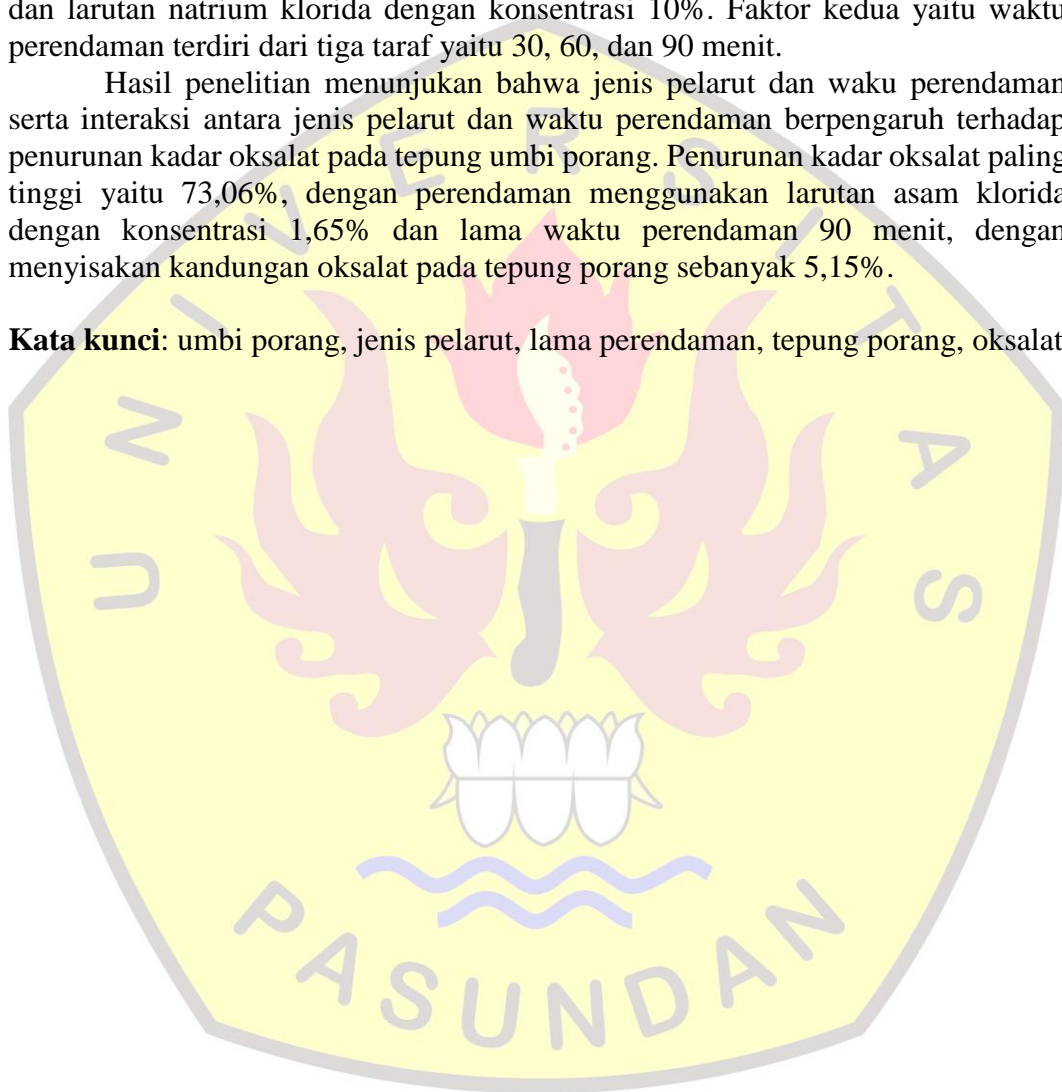 dan larutan natrium klorida dengan konsentrasi 10%. Faktor kedua yaitu waktu
perendaman terdiri dari tiga taraf yaitu 30, 60, dan 90 menit.
Hasil penelitian menunjukan bahwa jenis pelarut dan waku perendaman
serta interaksi antara jenis pelarut dan waktu perendaman berpengaruh terhadap
penurunan kadar oksalat pada tepung umbi porang. Penurunan kadar oksalat paling
tinggi yaitu 73,06%, dengan perendaman menggunakan larutan asam klorida
dengan konsentrasi 1,65% dan lama waktu perendaman 90 menit, dengan
menyisakan kandungan oksalat pada tepung porang sebanyak 5,15%.
Kata kunci: umbi porang, jenis pelarut, lama perendaman, tepung porang, oksalat
UNIVERSITAS
PASUNDAN